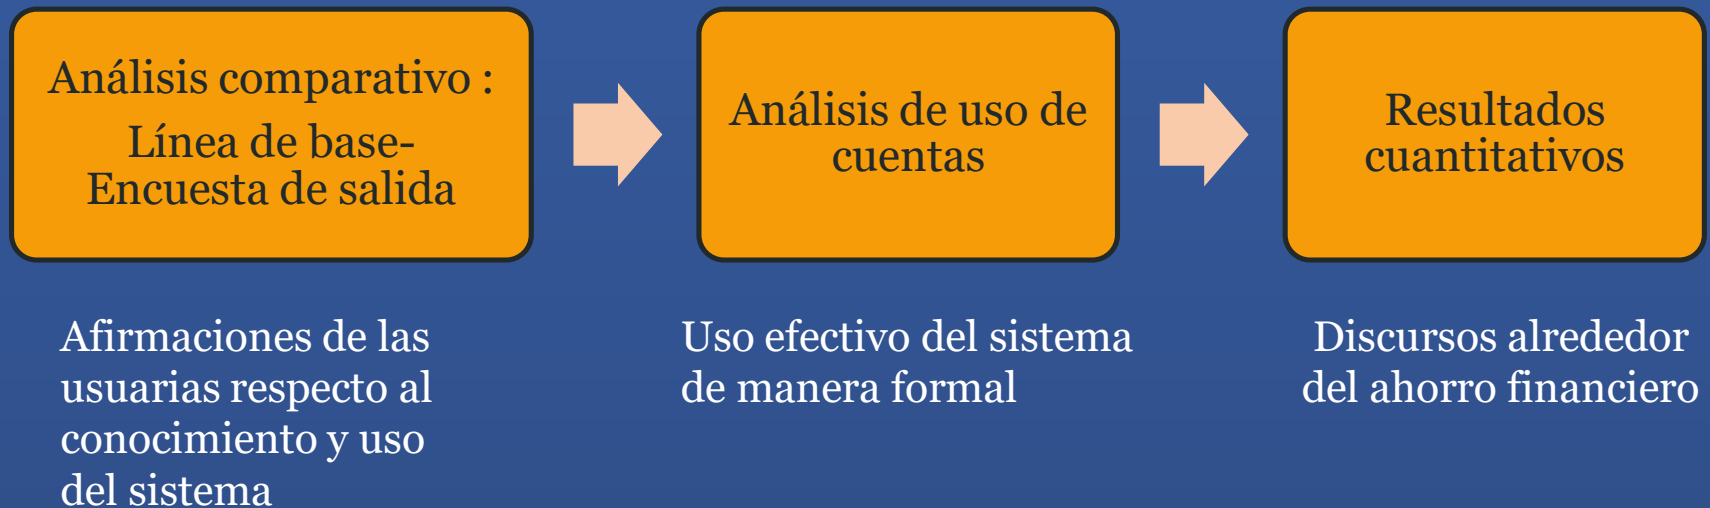 Análisis comparativo :
Línea de base-
Encuesta de salida
Análisis de uso de
cuentas
Resultados
cuantitativos
Afirmaciones de las
usuarias respecto al
conocimiento y uso
del sistema
Uso efectivo del sistema
de manera formal
Discursos alrededor
del ahorro financiero